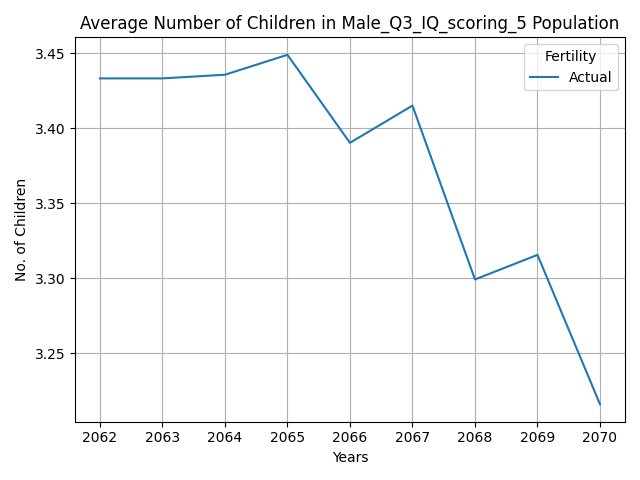 Average Number of Children in Male_Q3_IQ_scoring_5 Population
Fertility
Actual
3.45
3.40
3.35
3.30
3.25
No. of Children
2062 2063 2064 2065 2066 2067 2068 2069 2070
Years